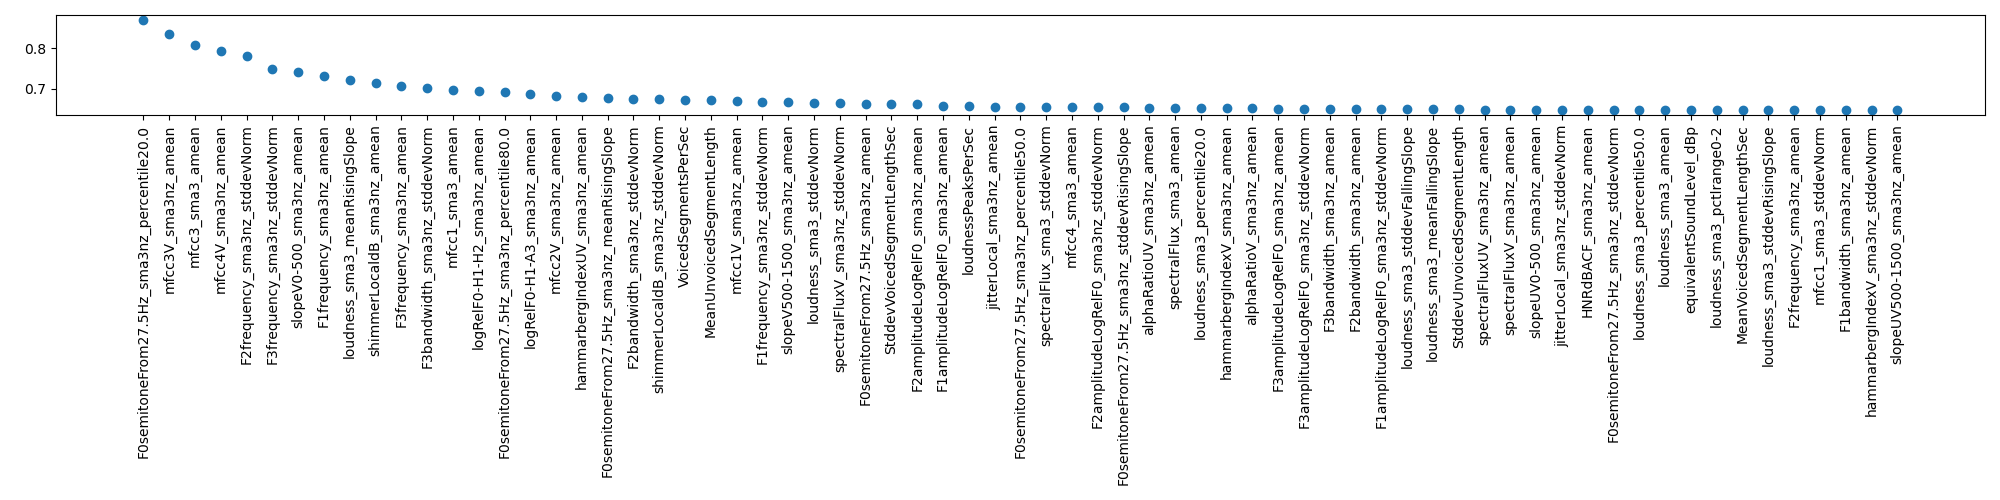 0.8
0.7
F0semitoneFrom27.5Hz_sma3nz_percentile20.0
mfcc3V_sma3nz_amean
mfcc3_sma3_amean
mfcc4V_sma3nz_amean
F2frequency_sma3nz_stddevNorm
F3frequency_sma3nz_stddevNorm
slopeV0-500_sma3nz_amean
F1frequency_sma3nz_amean
loudness_sma3_meanRisingSlope
shimmerLocaldB_sma3nz_amean
F3frequency_sma3nz_amean
F3bandwidth_sma3nz_stddevNorm
mfcc1_sma3_amean
logRelF0-H1-H2_sma3nz_amean
F0semitoneFrom27.5Hz_sma3nz_percentile80.0
logRelF0-H1-A3_sma3nz_amean
mfcc2V_sma3nz_amean
hammarbergIndexUV_sma3nz_amean
F0semitoneFrom27.5Hz_sma3nz_meanRisingSlope
F2bandwidth_sma3nz_stddevNorm
shimmerLocaldB_sma3nz_stddevNorm
VoicedSegmentsPerSec
MeanUnvoicedSegmentLength
mfcc1V_sma3nz_amean
F1frequency_sma3nz_stddevNorm
slopeV500-1500_sma3nz_amean
loudness_sma3_stddevNorm
spectralFluxV_sma3nz_stddevNorm
F0semitoneFrom27.5Hz_sma3nz_amean
StddevVoicedSegmentLengthSec
F2amplitudeLogRelF0_sma3nz_amean
F1amplitudeLogRelF0_sma3nz_amean
loudnessPeaksPerSec
jitterLocal_sma3nz_amean
F0semitoneFrom27.5Hz_sma3nz_percentile50.0
spectralFlux_sma3_stddevNorm
mfcc4_sma3_amean
F2amplitudeLogRelF0_sma3nz_stddevNorm
F0semitoneFrom27.5Hz_sma3nz_stddevRisingSlope
alphaRatioUV_sma3nz_amean
spectralFlux_sma3_amean
loudness_sma3_percentile20.0
hammarbergIndexV_sma3nz_amean
alphaRatioV_sma3nz_amean
F3amplitudeLogRelF0_sma3nz_amean
F3amplitudeLogRelF0_sma3nz_stddevNorm
F3bandwidth_sma3nz_amean
F2bandwidth_sma3nz_amean
F1amplitudeLogRelF0_sma3nz_stddevNorm
loudness_sma3_stddevFallingSlope
loudness_sma3_meanFallingSlope
StddevUnvoicedSegmentLength
spectralFluxUV_sma3nz_amean
spectralFluxV_sma3nz_amean
slopeUV0-500_sma3nz_amean
jitterLocal_sma3nz_stddevNorm
HNRdBACF_sma3nz_amean
F0semitoneFrom27.5Hz_sma3nz_stddevNorm
loudness_sma3_percentile50.0
loudness_sma3_amean
equivalentSoundLevel_dBp
loudness_sma3_pctlrange0-2
MeanVoicedSegmentLengthSec
loudness_sma3_stddevRisingSlope
F2frequency_sma3nz_amean
mfcc1_sma3_stddevNorm
F1bandwidth_sma3nz_amean
hammarbergIndexV_sma3nz_stddevNorm
slopeUV500-1500_sma3nz_amean